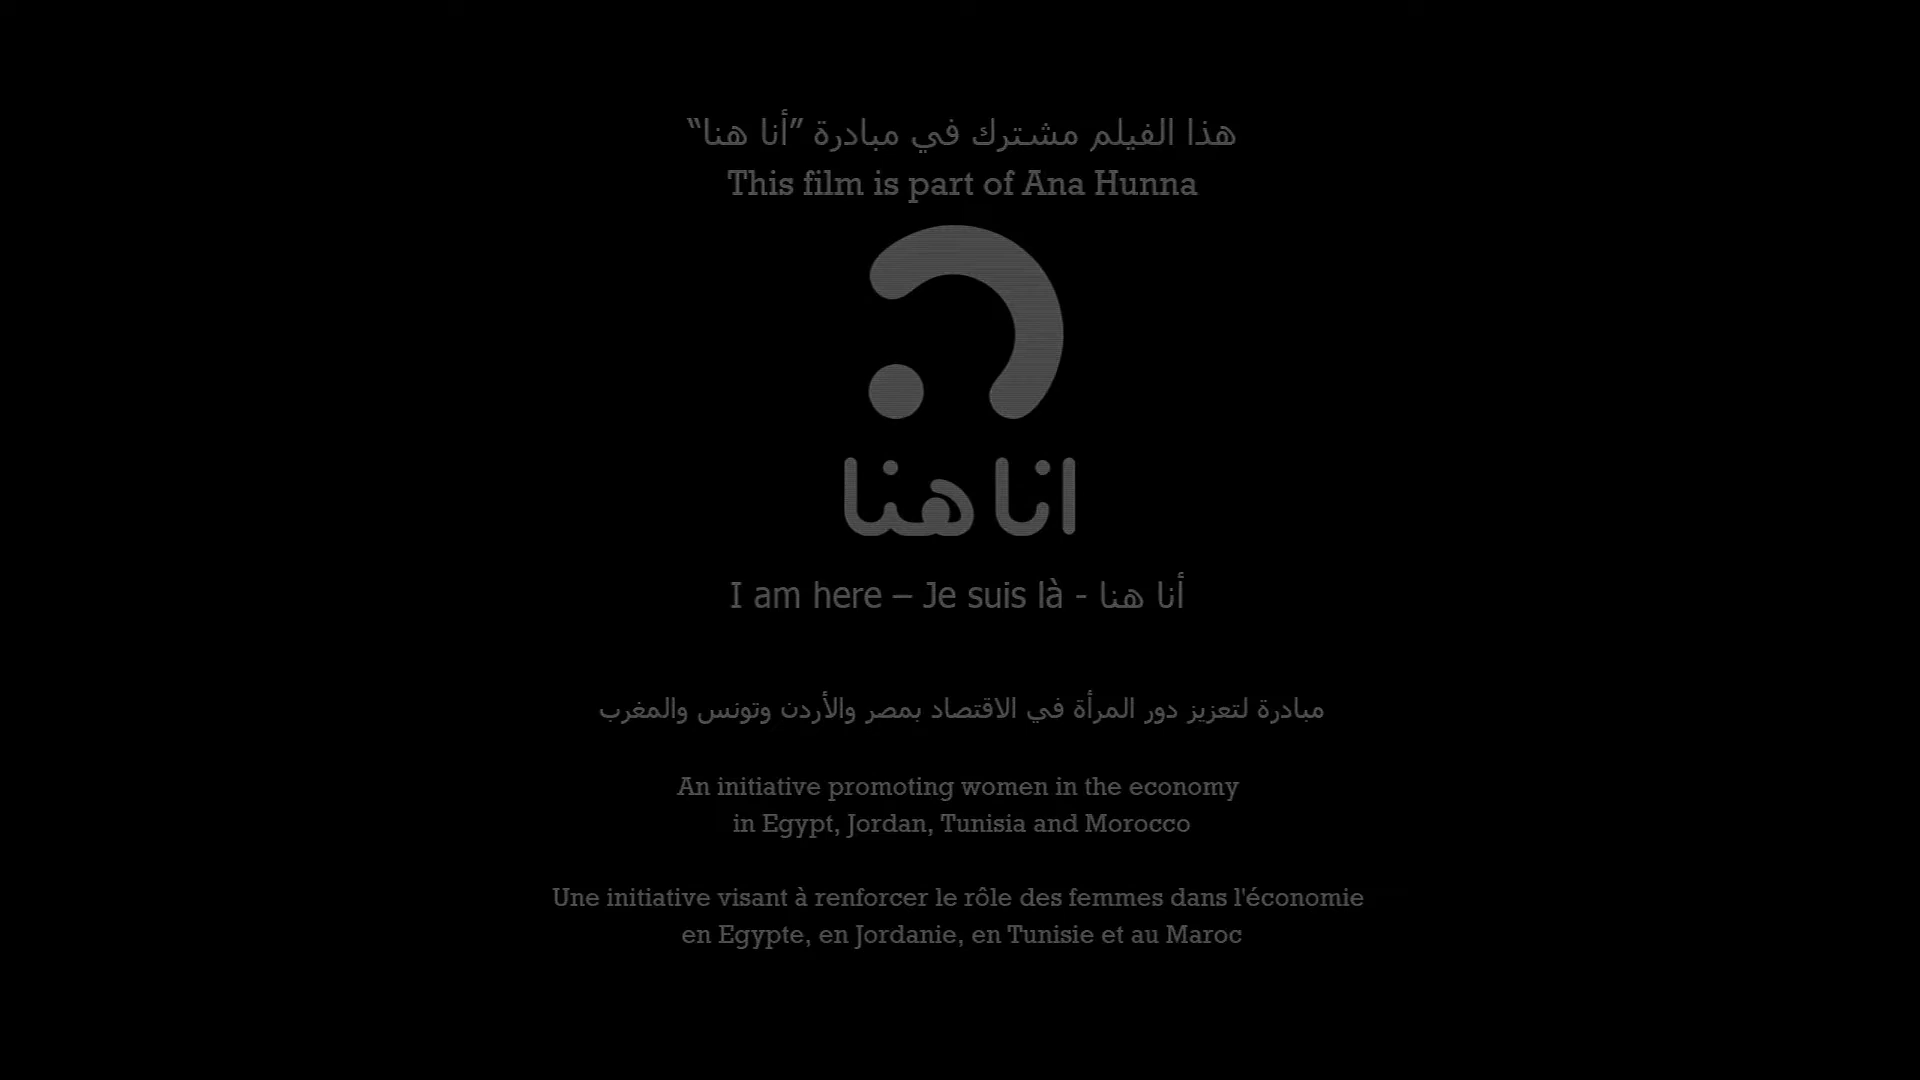 هذا الفيلم مشترك في مبادرة ”أنا هنا“
This film is part of Ana Hunna
اناهنا
I am here – Je suis là - أنا هنا
مبادرة لتعزيز دور المرأة في الاقتصاد بمصر والأردن وتونس والمغرب
An initiative promoting women in the economy
in Egypt, Jordan, Tunisia and Morocco
Une initiative visant à renforcer le rôle des femmes dans l'économie
en Egypte, en Jordanie, en Tunisie et au Maroc